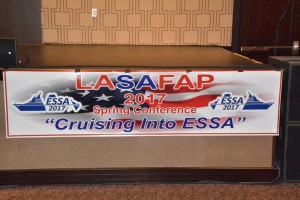 LASAFAP
2017
Spring Conference
ESSA
2017
ESSA
2017
"Cruising Into ESSA"